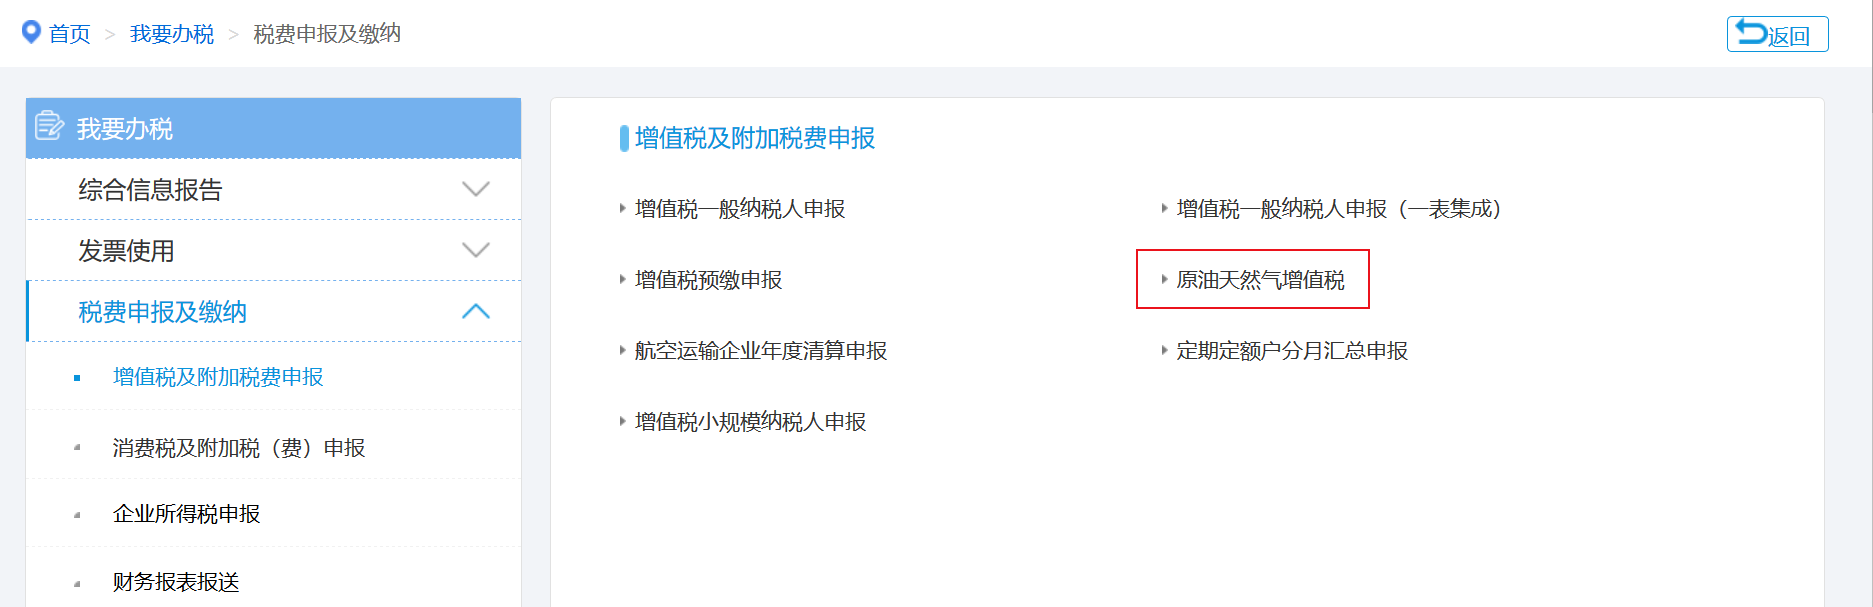 首页 > 我要办税 > 税费申报及缴纳
返回
我要办税
综合信息报告
发票使用
税费申报及缴纳
增值税及附加税费申报
消费税及附加税（费）申报
企业所得税申报
财务报表报送
增值税及附加税费申报
增值税一般纳税人申报
增值税一般纳税人申报（一表集成）
增值税预缴申报
原油天然气增值税
航空运输企业年度清算申报
定期定额户分月汇总申报
增值税小规模纳税人申报